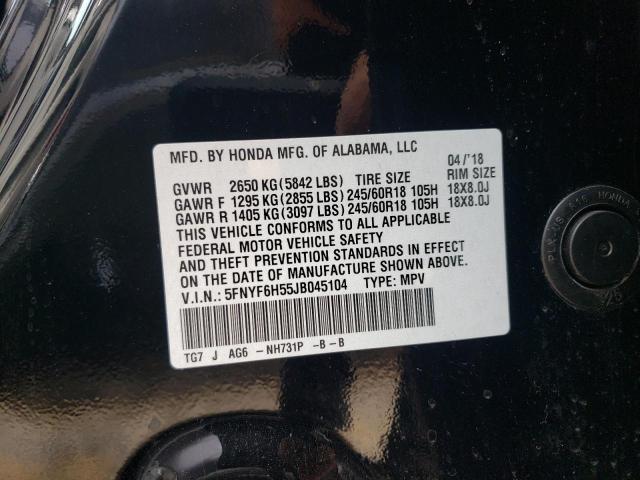 MFD. BY HONDA MFG. OF ALABAMA, LLC
04/'18
GVWR 2650 KG (5842 LBS) TIRE SIZE RIM SIZE
GAWR F 1295 KG (2855 LBS) 245/60R18 105H 18X8.0J
GAWR R 1405 KG (3097 LBS) 245/60R18 105H 18X8.0J
THIS VEHICLE CONFORMS TO ALL APPLICABLE
FEDERAL MOTOR VEHICLE SAFETY
AND THEFT PREVENTION STANDARDS IN EFFECT
ON THE DATE OF MANUFACTURE SHOWN ABOVE.
V.I.N.: 5FNYF6H55JB045104 TYPE: MPV
TG7 J AG6 -NH731P -B -B
HONDA